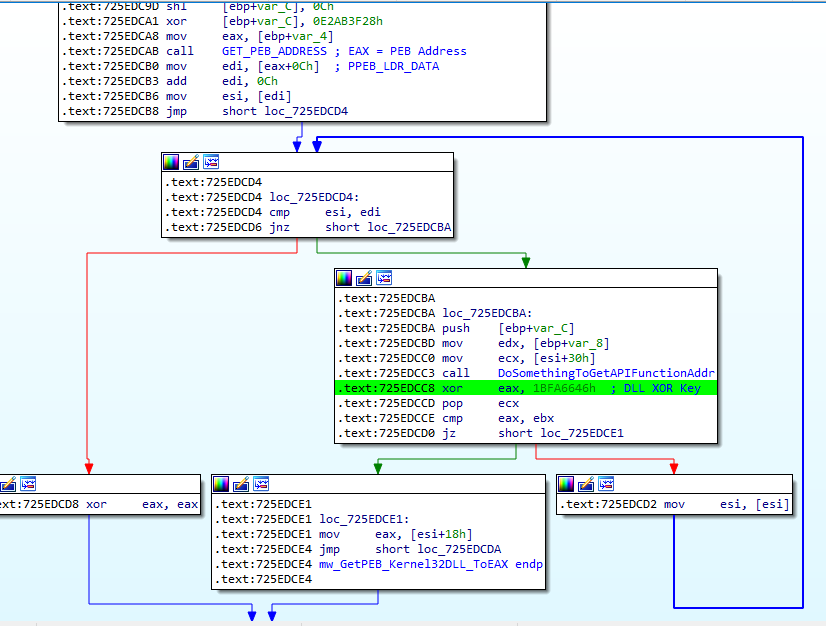 .text:725EDC9D shl [ebp+var_C], 0Ch
.text:725EDCA1 xor [ebp+var_C], 0E2AB3F28h
.text:725EDCA8 mov eax, [ebp+var_4]
.text:725EDCAB call GET_PEB_ADDRESS ; EAX = PEB Address
.text:725EDCB0 mov edi, [eax+0Ch] ; PPEB_LDR_DATA
.text:725EDCB3 add edi, 0Ch
.text:725EDCB6 mov esi, [edi]
.text:725EDCB8 jmp short loc_725EDCD4
.text:725EDCD4
.text:725EDCD4 loc_725EDCD4:
.text:725EDCD4 cmp esi, edi
.text:725EDCD6 jnz short loc_725EDCBA
.text:725EDCBA
.text:725EDCBA loc_725EDCBA:
.text:725EDCBA push [ebp+var_C]
.text:725EDCBD mov edx, [ebp+var_8]
.text:725EDCC0 mov ecx, [esi+30h]
.text:725EDCC3 call DoSomethingToGetAPIFunctionAddr
.text:725EDCC8 xor eax, 1BFA6646h ; DLL XOR Key
.text:725EDCCD pop ecx
.text:725EDCCE cmp eax, ebx
.text:725EDCD0 jz short loc_725EDCE1
ext:725EDCD8 xor eax, eax
.text:725EDCE1
.text:725EDCE1 loc_725EDCE1:
.text:725EDCE1 mov eax, [esi+18h]
.text:725EDCE4 jmp short loc_725EDCDA
.text:725EDCE4 mw_GetPEB_Kernel32DLL_ToEAX endp
.text:725EDCE4
.text:725EDCD2 mov esi, [esi]